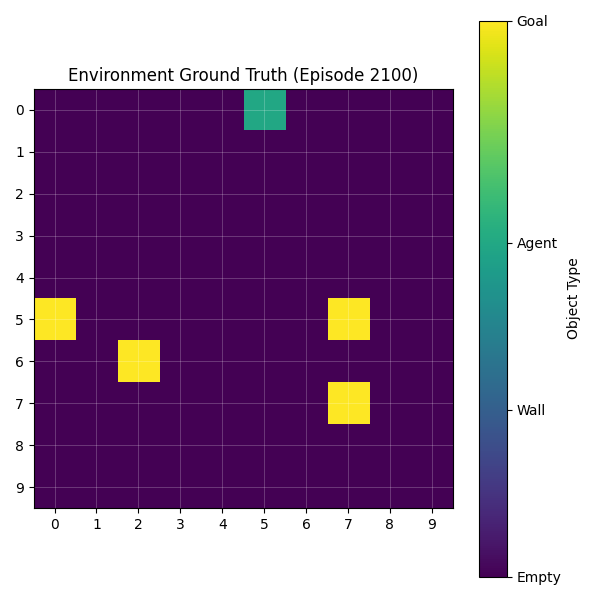 Environment Ground Truth (Episode 2100)
0
1
2
3
4
5
6
7
8
9
0 1 2 3 4 5 6 7 8 9
Goal
Agent
Wall
Empty
Object Type